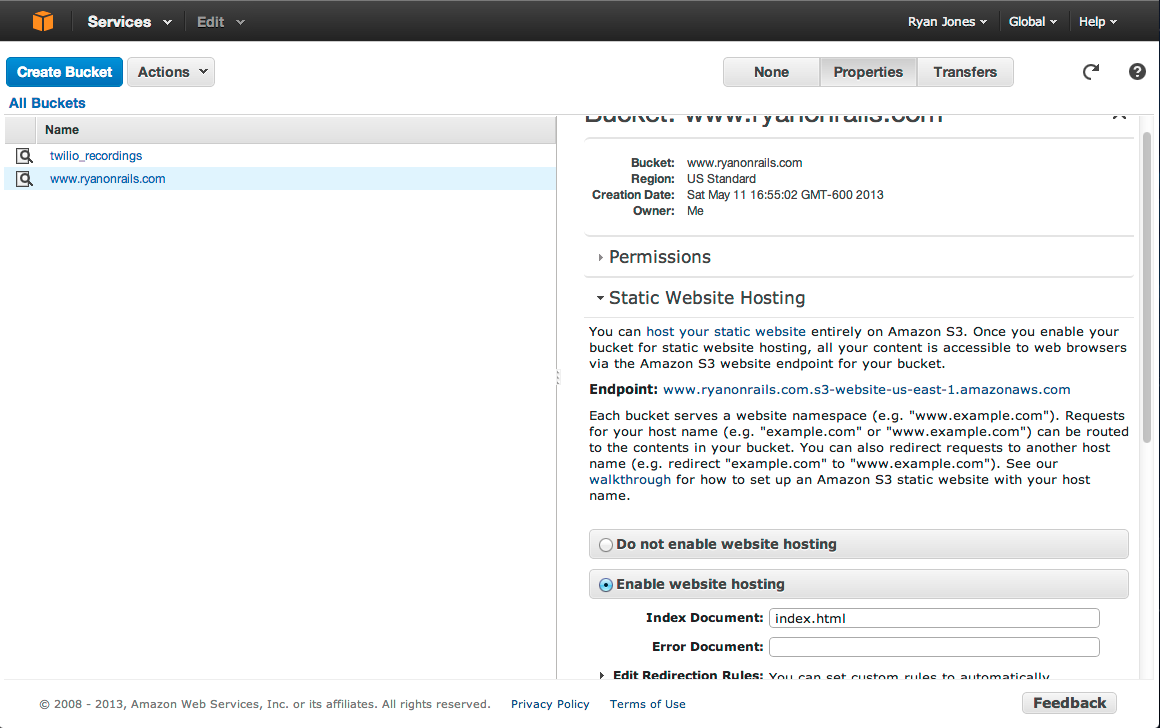 Services Edit Ryan Jones Global Help
Create Bucket Actions None Properties Transfers
All Buckets
Name
twilio_recordings
www.ryanonrails.com
Bucket: www.ryanonrails.com
Bucket: www.ryanonrails.com
Region: US Standard
Creation Date: Sat May 11 16:55:02 GMT-600 2013
Owner: Me
Permissions
Static Website Hosting
You can host your static website entirely on Amazon S3. Once you enable your
bucket for static website hosting, all your content is accessible to web browsers
via the Amazon S3 website endpoint for your bucket.
Endpoint: www.ryanonrails.com.s3-website-us-east-1.amazonaws.com
Each bucket serves a website namespace (e.g. "www.example.com"). Requests
for your host name (e.g. "example.com" or "www.example.com") can be routed
to the contents in your bucket. You can also redirect requests to another host
name (e.g. redirect "example.com" to "www.example.com"). See our
walkthrough for how to set up an Amazon S3 static website with your host
name.
Do not enable website hosting
Enable website hosting
Index Document: index.html
Error Document:
Edit Redirection Rules: You can set custom rules to automatically
© 2008 - 2013, Amazon Web Services, Inc. or its affiliates. All rights reserved. Privacy Policy Terms of Use Feedback